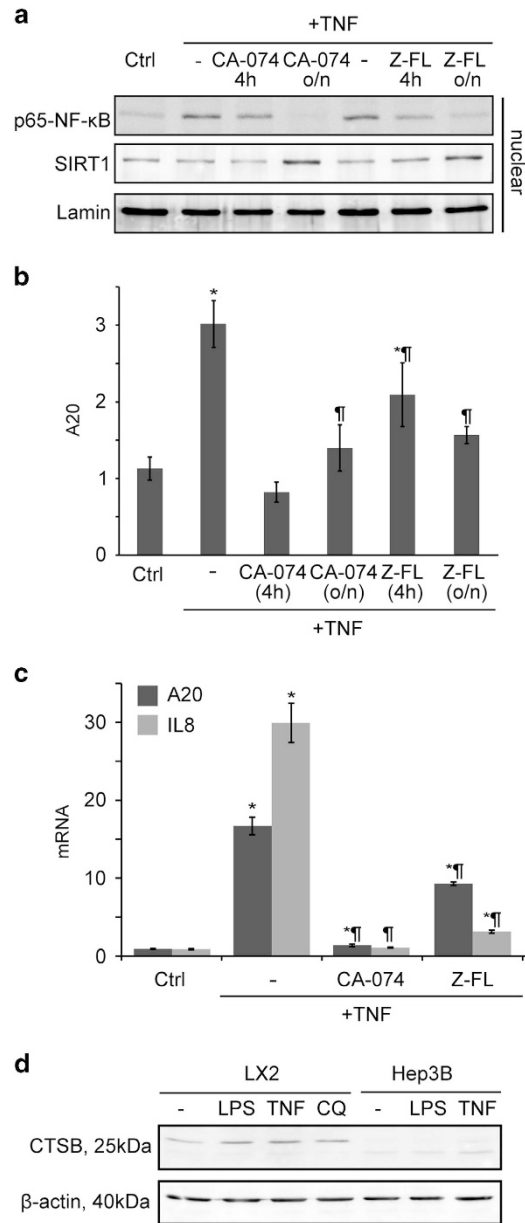 a
+TNF
Ctrl - CA-074 4h CA-074 o/n - Z-FL 4h Z-FL o/n
p65-NF-κB
SIRT1
Lamin
nuclear
b
A20
3
2
1
0
* *¶ ¶ ¶
Ctrl - CA-074 (4h) CA-074 (o/n) Z-FL (4h) Z-FL (o/n)
+TNF
c
A20
IL8
mRNA
30
20
10
0
* * *¶ ¶ *¶ *¶
Ctrl - CA-074 Z-FL
+TNF
d
LX2 Hep3B
- LPS TNF CQ - LPS TNF
CTSB, 25kDa
β-actin, 40kDa